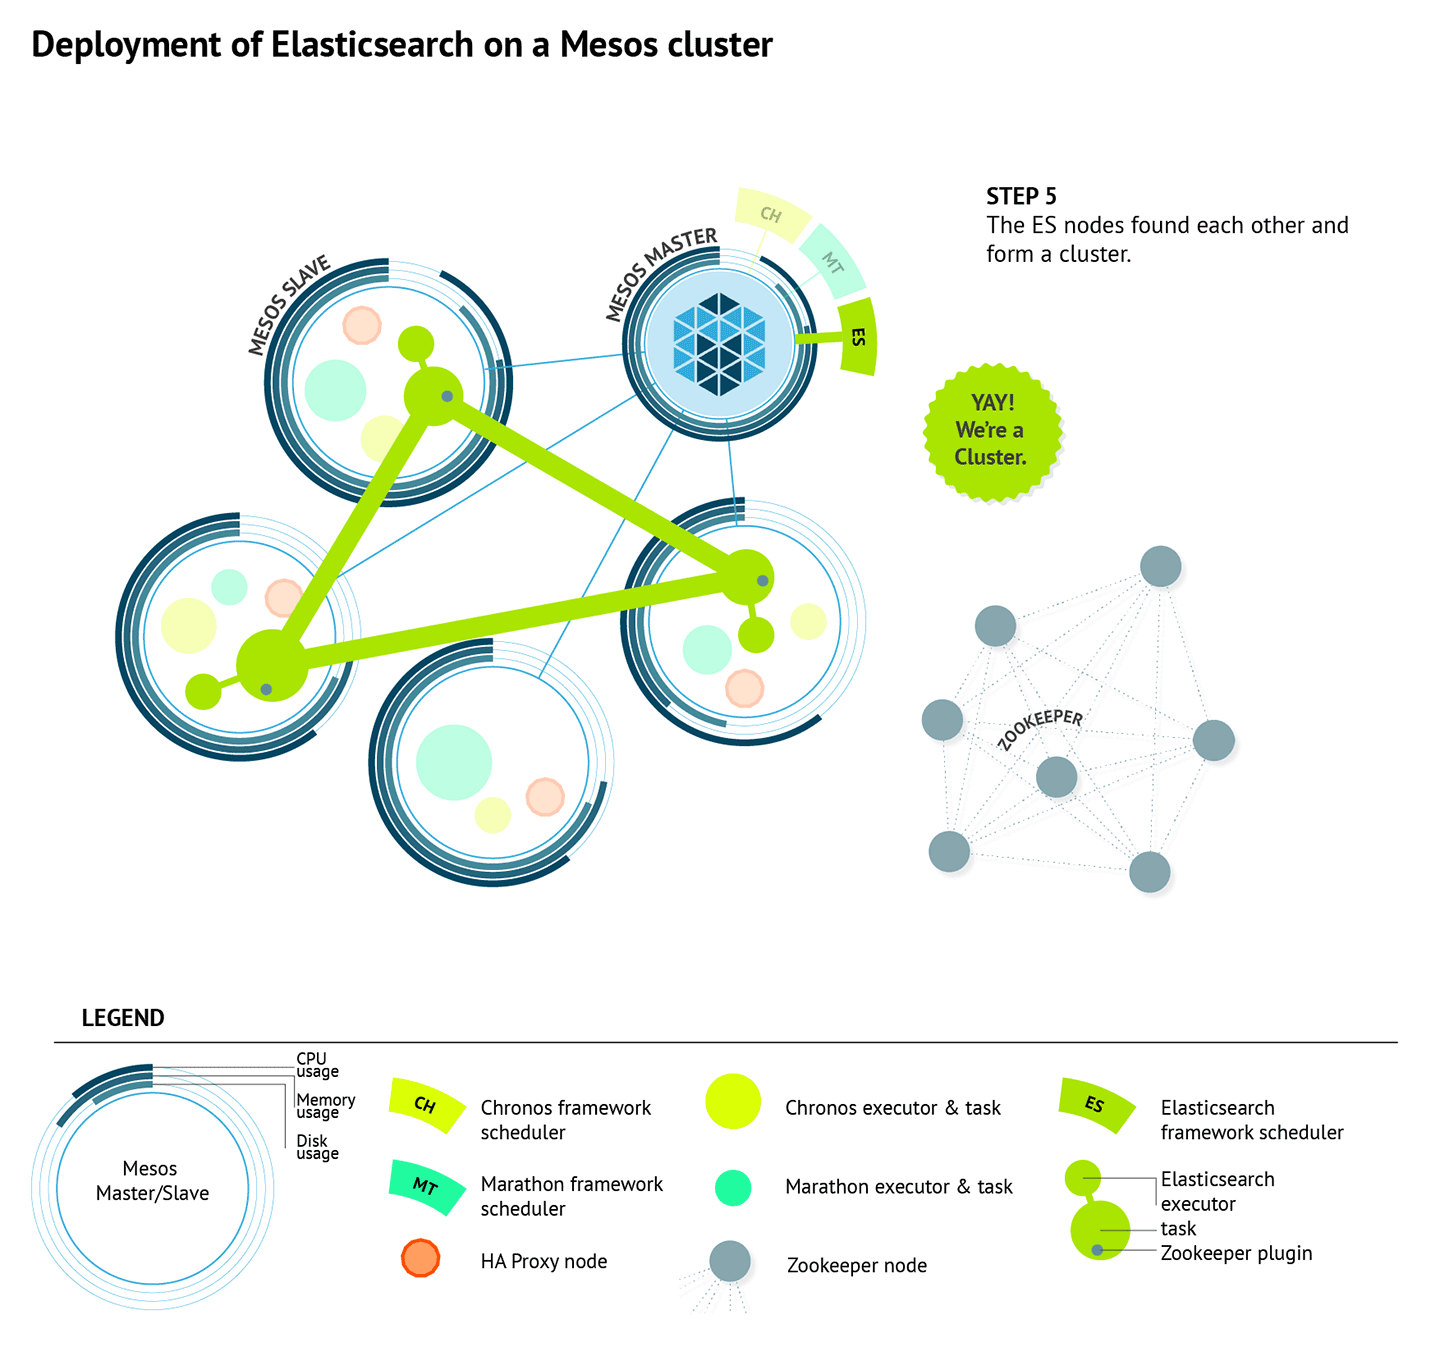 Deployment of Elasticsearch on a Mesos cluster
MESOS SLAVE
MESOS MASTER
CH
MT
ES
STEP 5
The ES nodes found each other and
form a cluster.
YAY!
We're a
Cluster.
ZOOKEEPER
LEGEND
CPU
usage
Memory
usage
Disk
usage
Mesos
Master/Slave
CH
Chronos framework
scheduler
MT
Marathon framework
scheduler
HA Proxy node
Chronos executor & task
Marathon executor & task
Zookeeper node
ES
Elasticsearch
framework scheduler
Elasticsearch
executor
task
Zookeeper plugin